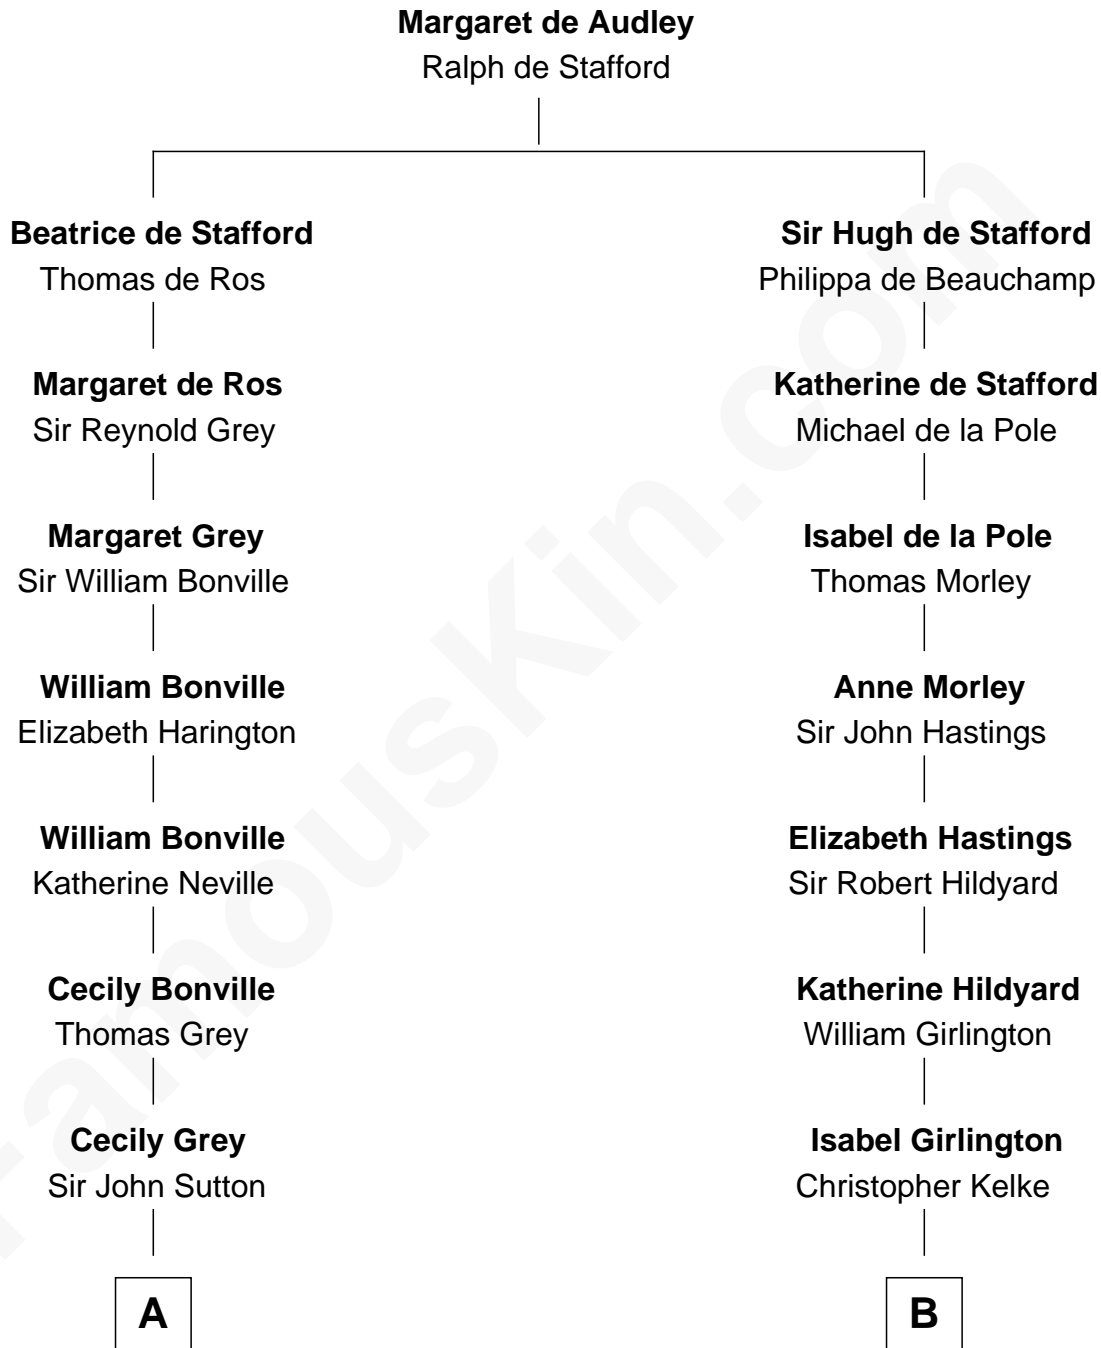 Margaret de Audley
Ralph de Stafford
Beatrice de Stafford
Thomas de Ros
Sir Hugh de Stafford
Philippa de Beauchamp
Margaret de Ros
Sir Reynold Grey
Katherine de Stafford
Michael de la Pole
Margaret Grey
Sir William Bonville
Isabel de la Pole
Thomas Morley
William Bonville
Elizabeth Harington
Anne Morley
Sir John Hastings
William Bonville
Katherine Neville
Elizabeth Hastings
Sir Robert Hildyard
Cecily Bonville
Thomas Grey
Katherine Hildyard
William Girlington
Cecily Grey
Sir John Sutton
Isabel Girlington
Christopher Kelke
A
B
FamousKin.com